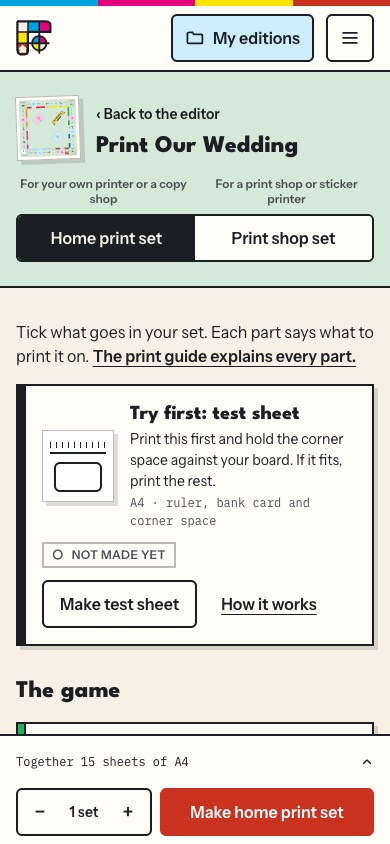 My editions
‹ Back to the editor
Print Our Wedding
For your own printer or a copy
shop
For a print shop or sticker
printer
Home print set
Print shop set
Tick what goes in your set. Each part says what to
print it on. The print guide explains every part.
Try first: test sheet
Print this first and hold the corner
space against your board. If it fits,
print the rest.
A4 · ruler, bank card and
corner space
NOT MADE YET
Make test sheet
How it works
The game
Together 15 sheets of A4
− 1 set +
Make home print set